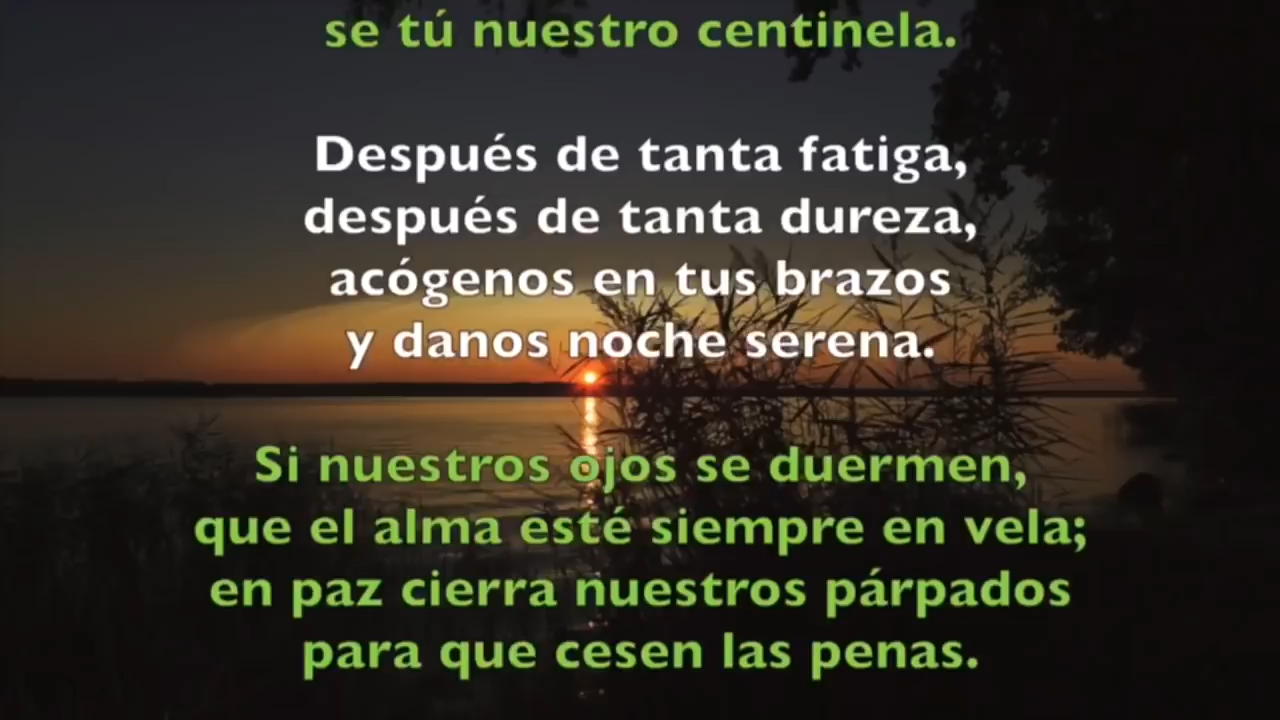 se tú nuestro centinela.
Después de tanta fatiga,
después de tanta dureza,
acógenos en tus brazos
y danos noche serena.
Si nuestros ojos se duermen,
que el alma esté siempre en vela;
en paz cierra nuestros párpados
para que cesen las penas.